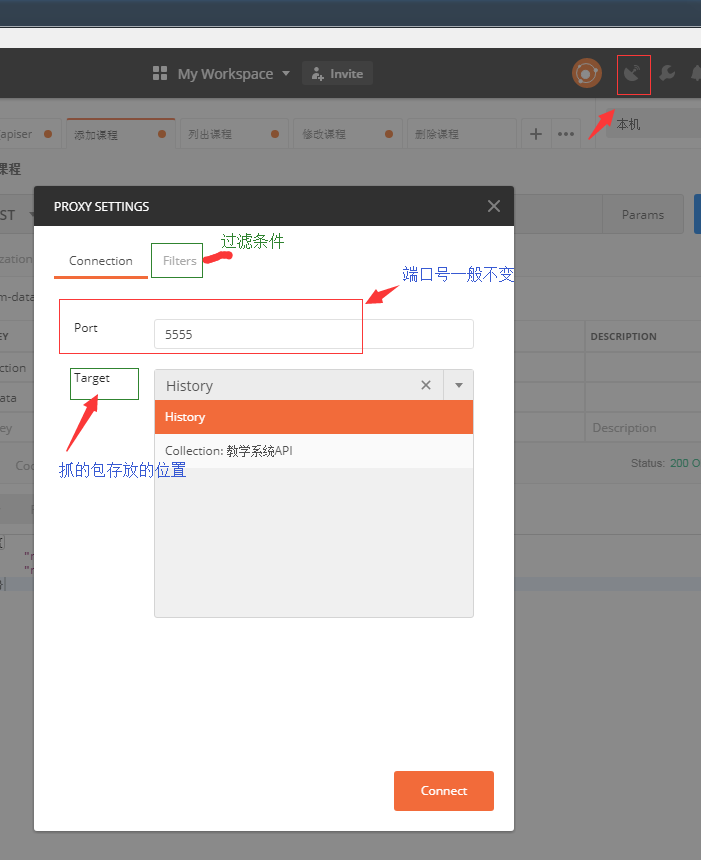 My Workspace
Invite
apiser
添加课程
列出课程
修改课程
删除课程
本机
课程
ST
Params
PROXY SETTINGS
过滤条件
Connection
Filters
端口号一般不变
Port
5555
Target
History
History
Collection: 教学系统API
抓的包存放的位置
Connect
zation
m-data
EY
DESCRIPTION
ction
ata
ey
Description
Coo
Status: 200 O